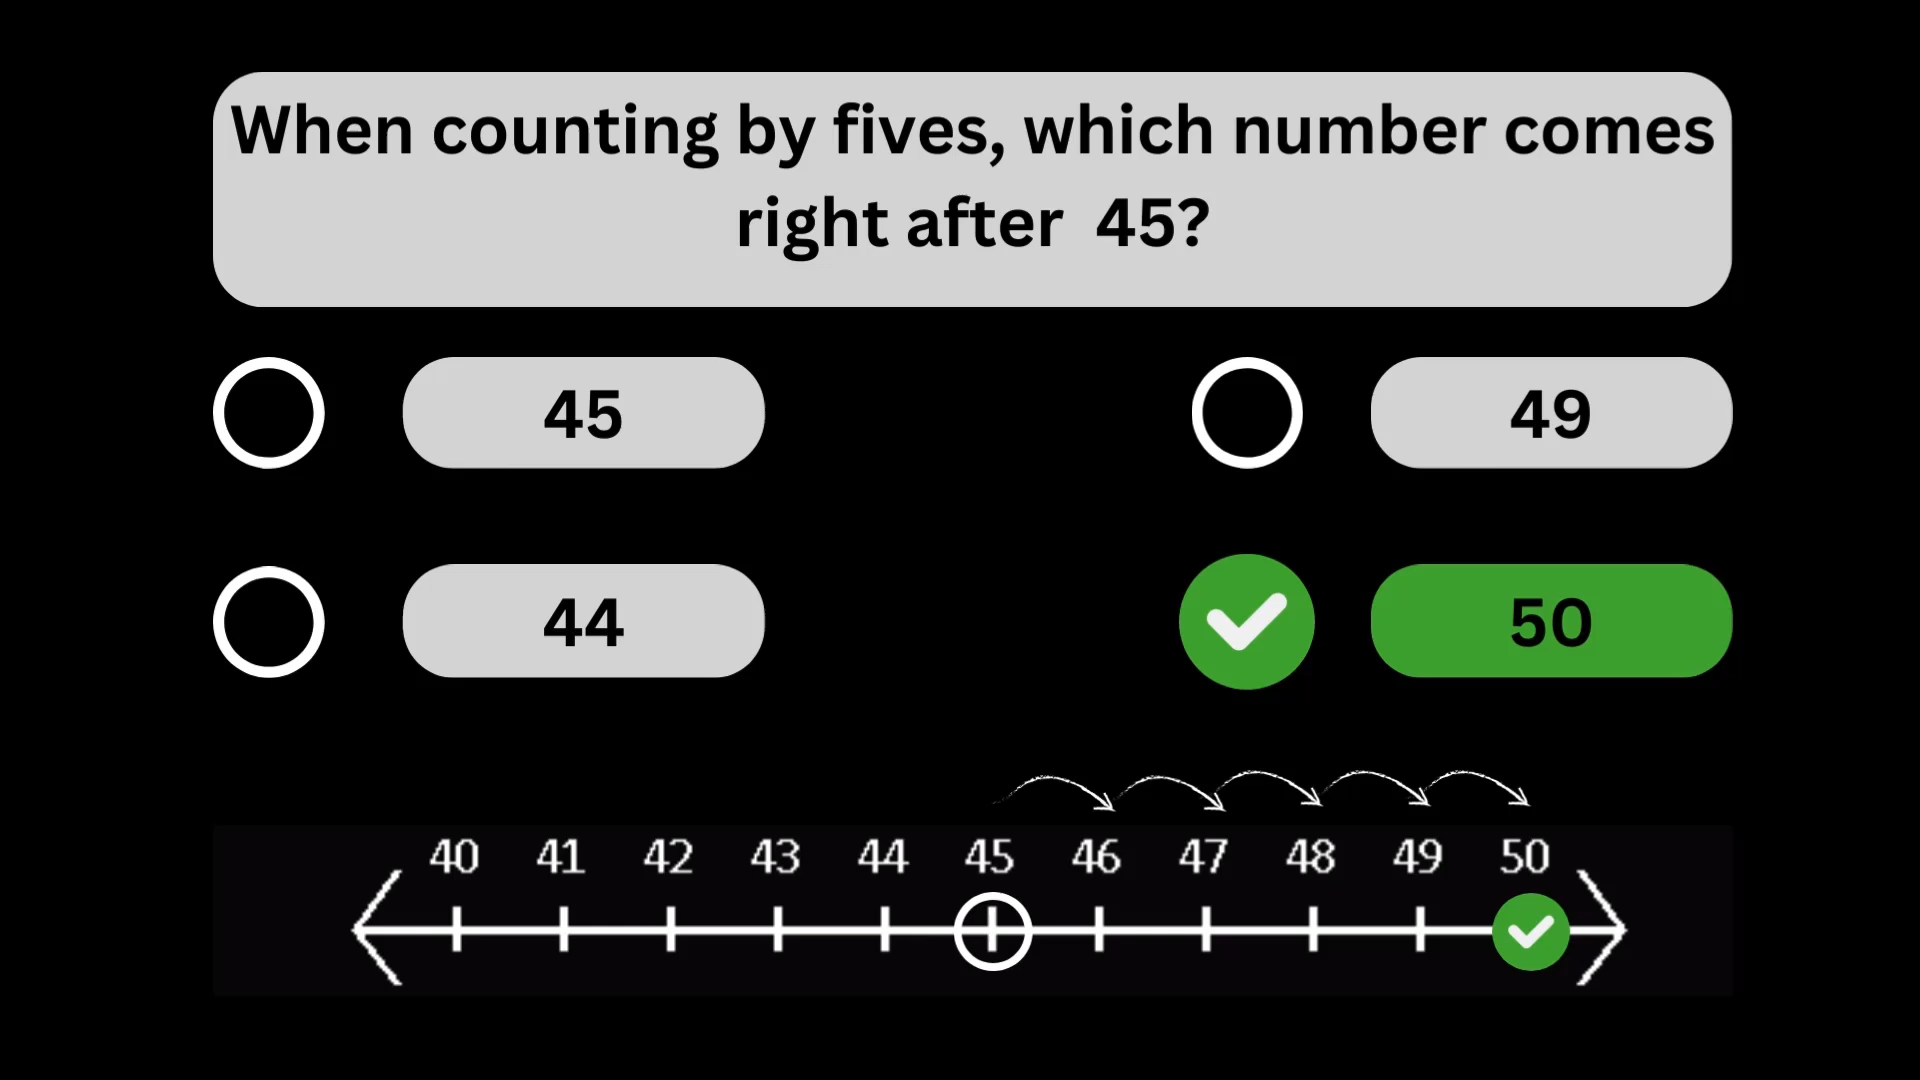 When counting by fives, which number comes
right after 45?
45
49
44
50
40 41 42 43 44 45 46 47 48 49 50